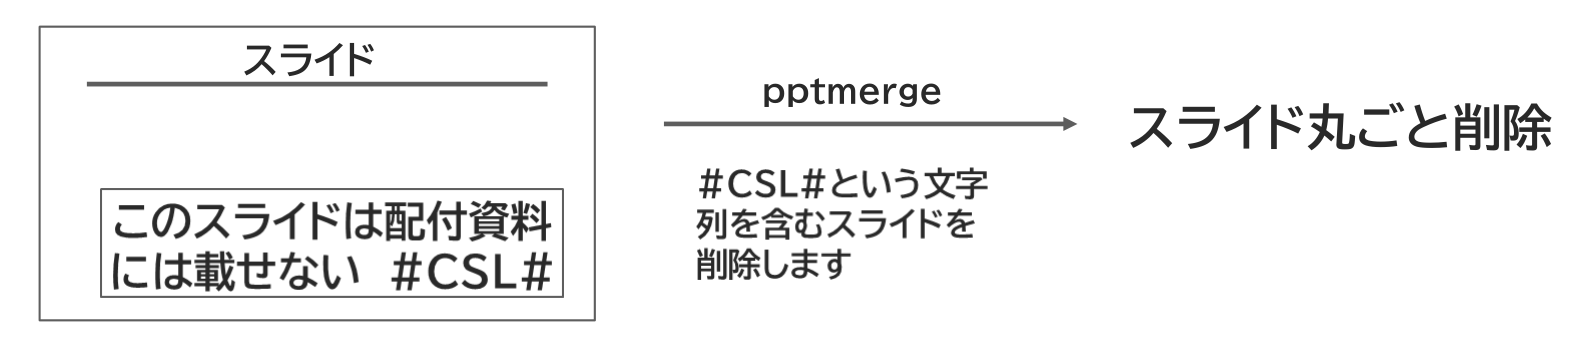 スライド
このスライドは配付資料
には載せない #CSL#
pptmerge
#CSL#という文字
列を含むスライドを
削除します
スライド丸ごと削除